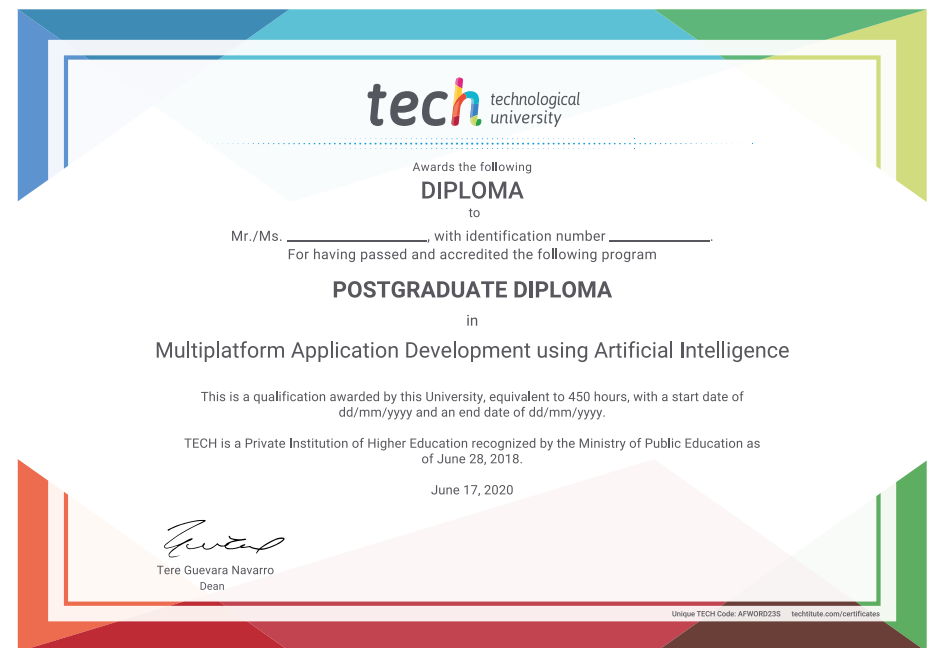 tech technological
university
Awards the following
DIPLOMA
to
Mr./Ms. ____________________, with identification number ______________.
For having passed and accredited the following program
POSTGRADUATE DIPLOMA
in
Multiplatform Application Development using Artificial Intelligence
This is a qualification awarded by this University, equivalent to 450 hours, with a start date of
dd/mm/yyyy and an end date of dd/mm/yyyy.
TECH is a Private Institution of Higher Education recognized by the Ministry of Public Education as
of June 28, 2018.
June 17, 2020
Tere Guevara Navarro
Dean
Unique TECH Code: AFWORD23S techtitute.com/certificates